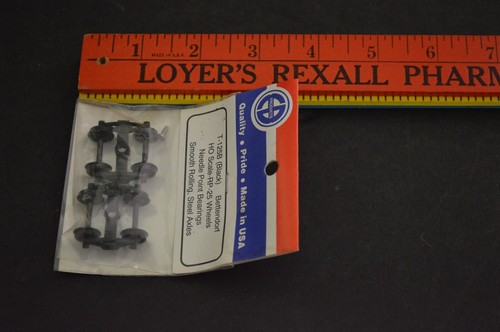 1 2 3 4 5 6 7
MADE IN U.S.A.
LOYER'S REXALL PHARM
Quality • Pride • Made in USA
T-125B (Black) Bettendorf
HO Scale-RP-25 Wheels
Needle Point Bearings
Smooth Rolling, Steel Axles